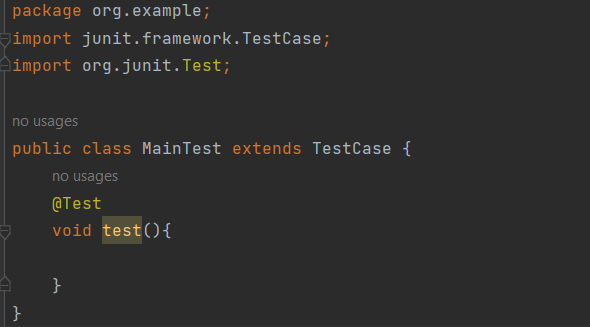 package org.example;
import junit.framework.TestCase;
import org.junit.Test;
no usages
public class MainTest extends TestCase {
no usages
@Test
void test(){
}
}